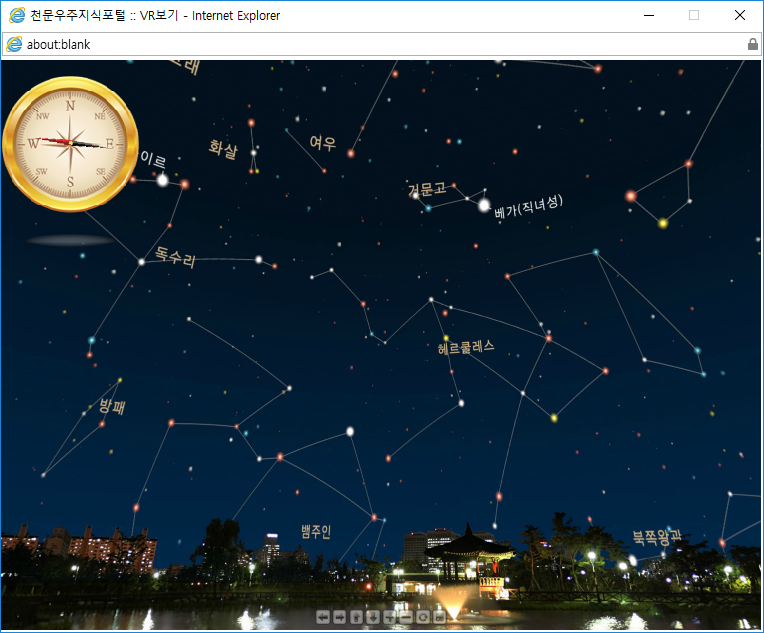 천문우주지식포털 :: VR보기 - Internet Explorer
about:blank
N
NW
NE
W
E
SW
SE
S
이르
화살
여우
거문고
베가(직녀성)
독수리
헤르쿨레스
방패
뱀주인
북쪽왕관